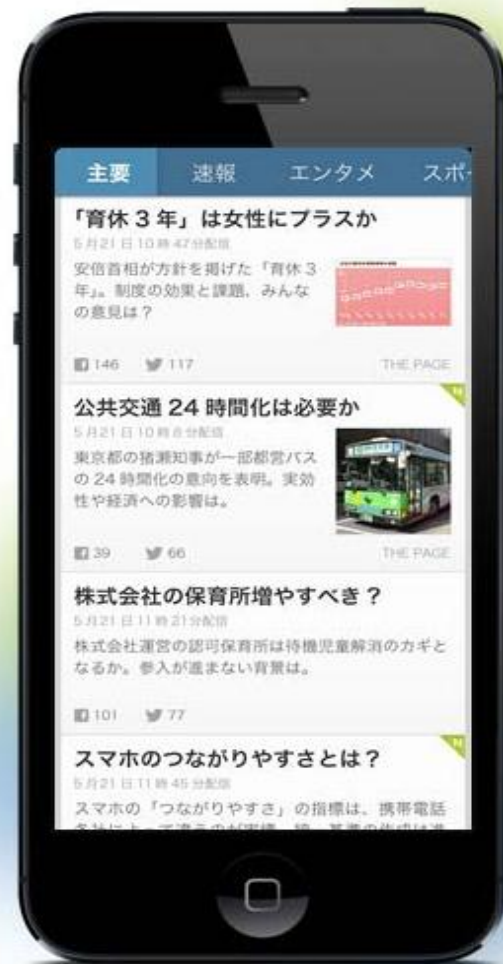 主要 速報 エンタメ スポー
「育休3年」は女性にプラスか
5月21日10時47分配信
安倍首相が方針を掲げた「育休3
年」。制度の効果と課題、みんな
の意見は？
146 117 THE PAGE
公共交通24時間化は必要か
5月21日10時8分配信
東京都の猪瀬知事が一部都営バス
の24時間化の意向を表明。実効
性や経済への影響は。
39 66 THE PAGE
株式会社の保育所増やすべき？
5月21日11時21分配信
株式会社運営の認可保育所は待機児童解消のカギと
なるか。参入が進まない背景は。
101 77
スマホのつながりやすさとは？
5月21日11時45分配信
スマホの「つながりやすさ」の指標は、携帯電話